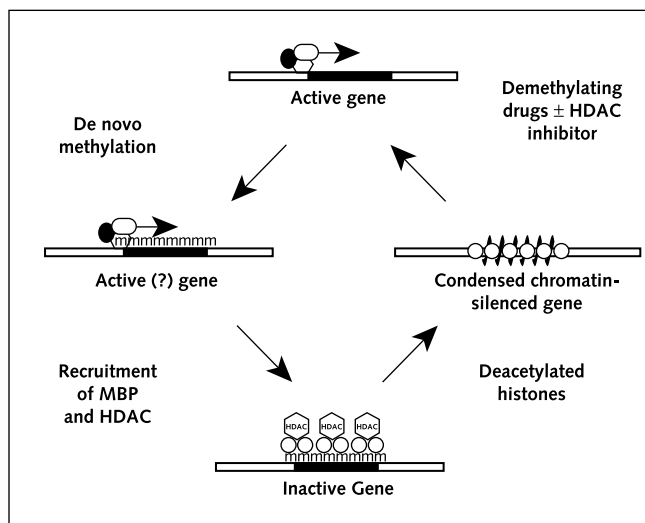 Active gene
Demethylating
drugs ± HDAC
inhibitor
De novo
methylation
mmmmmmmmm
Active (?) gene
Condensed chromatin-
silenced gene
Recruitment
of MBP
and HDAC
Deacetylated
histones
HDAC HDAC HDAC
mmmmmmmmm
Inactive Gene